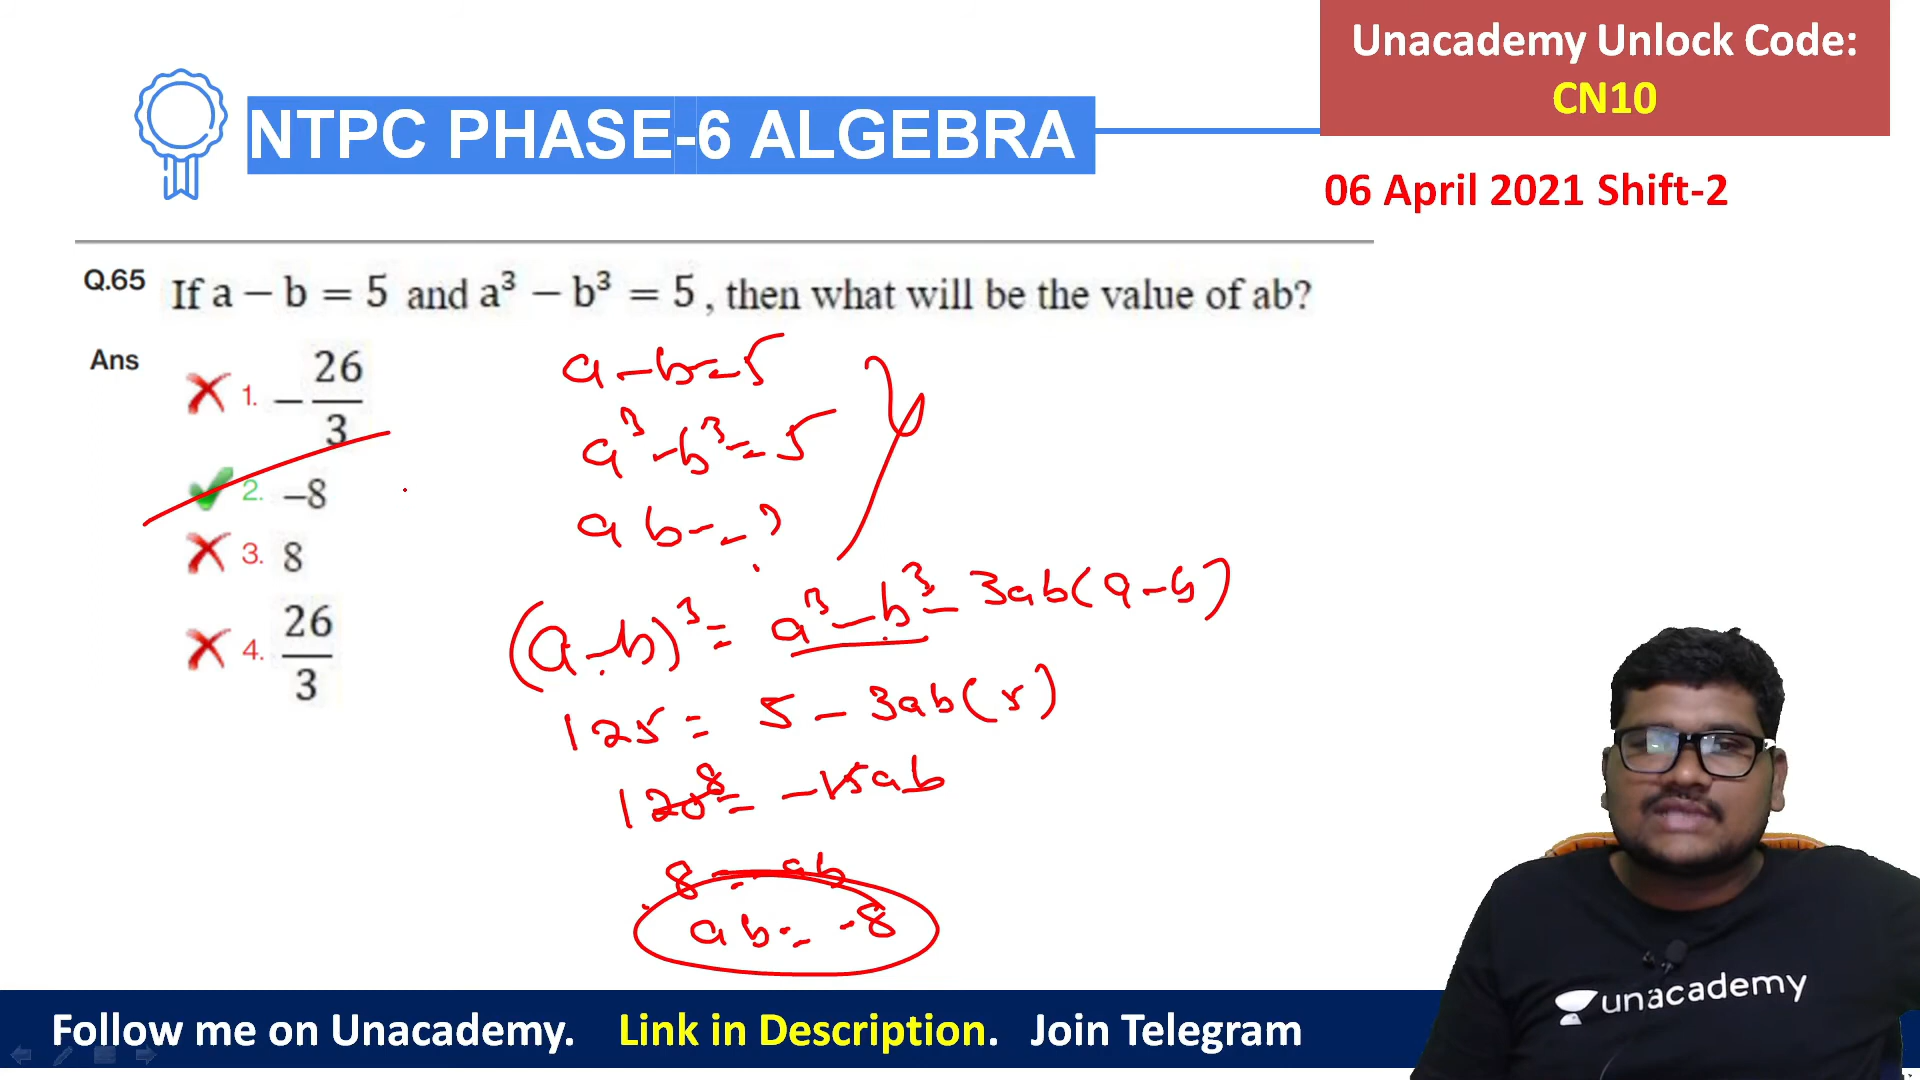 Unacademy Unlock Code:
CN10
NTPC PHASE-6 ALGEBRA
06 April 2021 Shift-2
Q.65 If a − b = 5 and a³ − b³ = 5, then what will be the value of ab?
Ans
1. −26/3
2. −8
3. 8
4. 26/3
a-b=5
a³-b³=5
ab=?
(a-b)³= a³-b³-3ab(a-b)
125= 5-3ab(5)
120 8= -15ab
8=-ab
ab=-8
unacademy
Follow me on Unacademy. Link in Description. Join Telegram